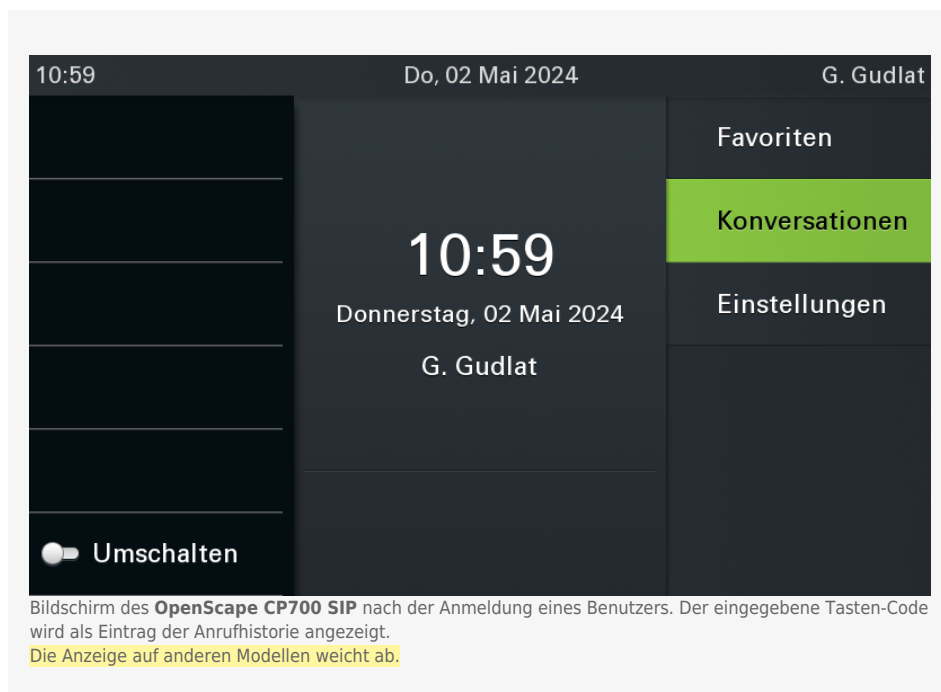 10:59 Do, 02 Mai 2024 G. Gudlat
Favoriten
Konversationen
Einstellungen
10:59
Donnerstag, 02 Mai 2024
G. Gudlat
Umschalten
Bildschirm des OpenScape CP700 SIP nach der Anmeldung eines Benutzers. Der eingegebene Tasten-Code
wird als Eintrag der Anrufhistorie angezeigt.
Die Anzeige auf anderen Modellen weicht ab.